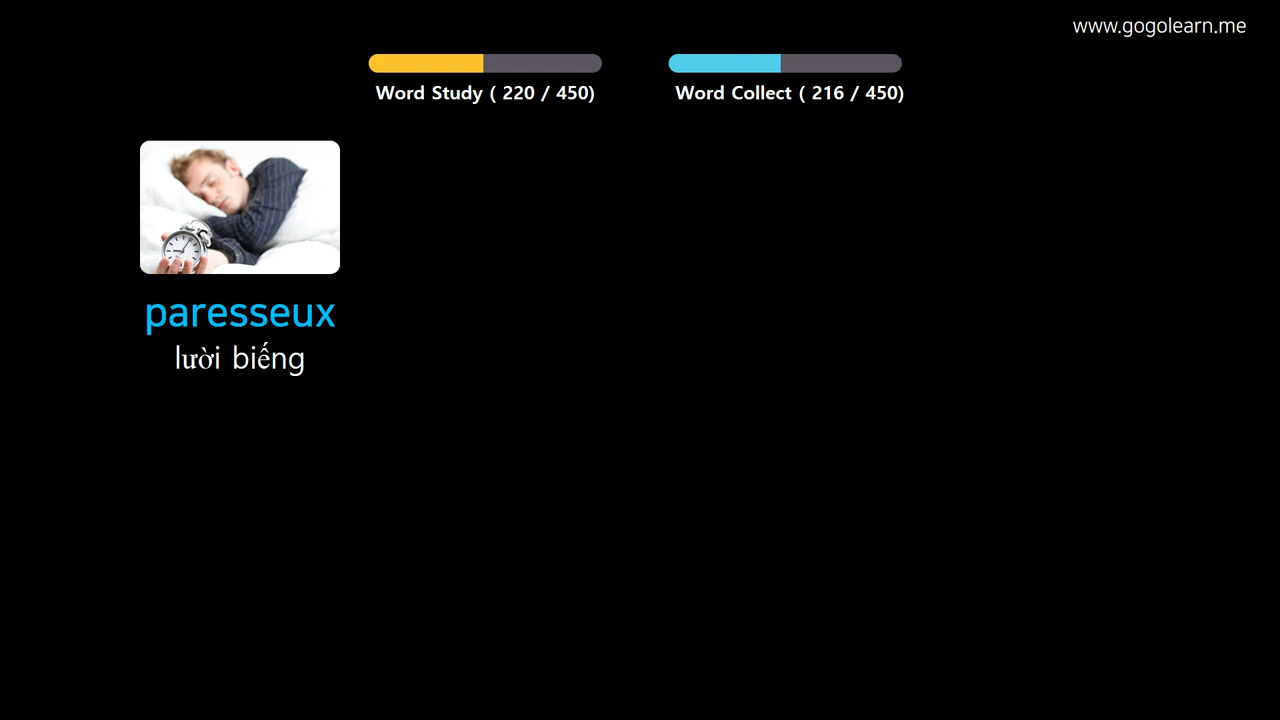 www.gogolearn.me
Word Study ( 220 / 450)
Word Collect ( 216 / 450)
paresseux
lười biếng